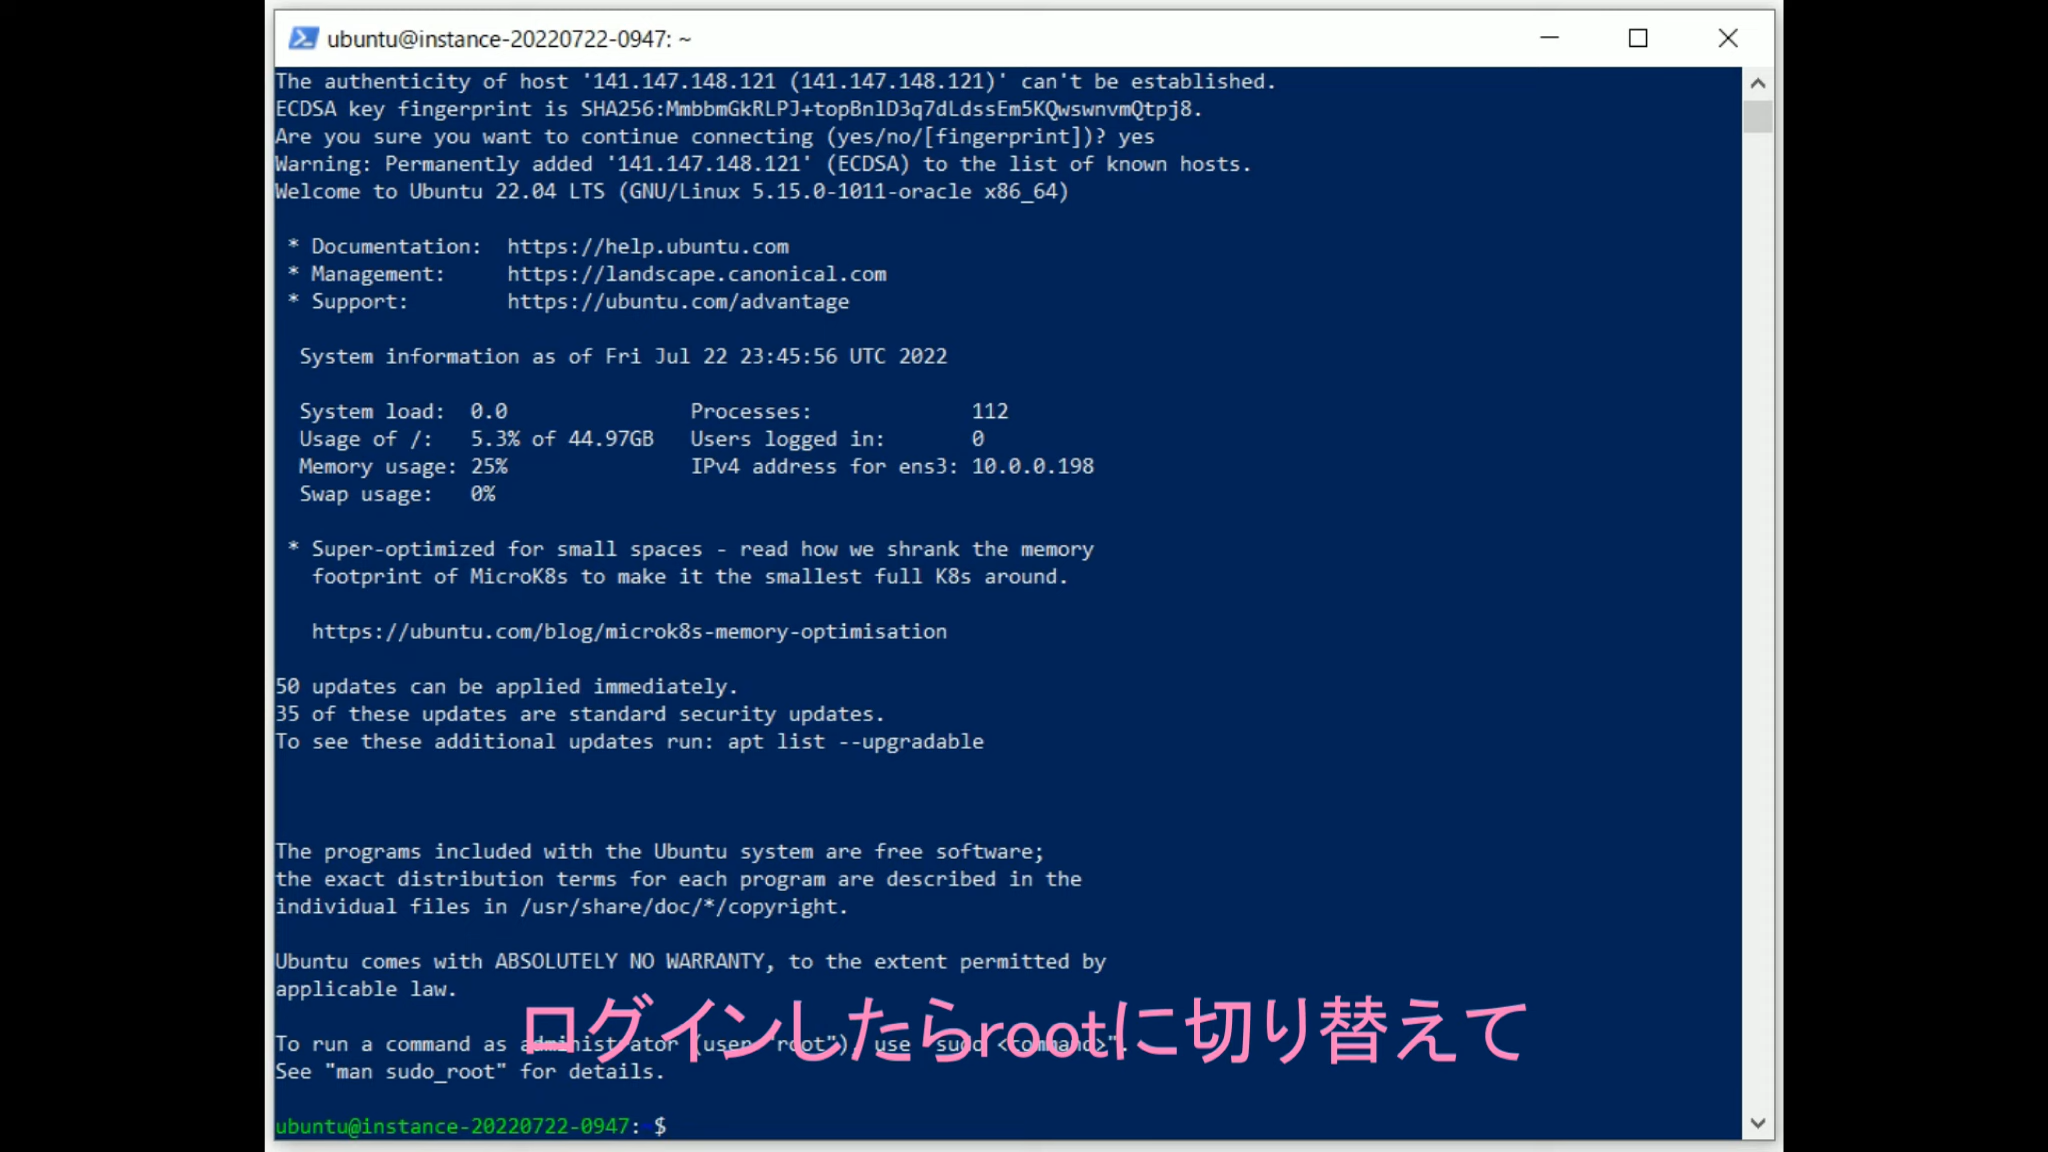 ubuntu@instance-20220722-0947: ~
The authenticity of host '141.147.148.121 (141.147.148.121)' can't be established.
ECDSA key fingerprint is SHA256:MmbbmGkRLPJ+topBnlD3q7dLdssEm5KQwswnvmQtpj8.
Are you sure you want to continue connecting (yes/no/[fingerprint])? yes
Warning: Permanently added '141.147.148.121' (ECDSA) to the list of known hosts.
Welcome to Ubuntu 22.04 LTS (GNU/Linux 5.15.0-1011-oracle x86_64)
* Documentation:  https://help.ubuntu.com
* Management:     https://landscape.canonical.com
* Support:        https://ubuntu.com/advantage
System information as of Fri Jul 22 23:45:56 UTC 2022
System load:  0.0               Processes:             112
Usage of /:   5.3% of 44.97GB   Users logged in:       0
Memory usage: 25%               IPv4 address for ens3: 10.0.0.198
Swap usage:   0%
* Super-optimized for small spaces - read how we shrank the memory
footprint of MicroK8s to make it the smallest full K8s around.
https://ubuntu.com/blog/microk8s-memory-optimisation
50 updates can be applied immediately.
35 of these updates are standard security updates.
To see these additional updates run: apt list --upgradable
The programs included with the Ubuntu system are free software;
the exact distribution terms for each program are described in the
individual files in /usr/share/doc/*/copyright.
Ubuntu comes with ABSOLUTELY NO WARRANTY, to the extent permitted by
applicable law.
ログインしたらrootに切り替えて
To run a command as administrator (user "root"), use "sudo <command>".
See "man sudo_root" for details.
ubuntu@instance-20220722-0947:~$